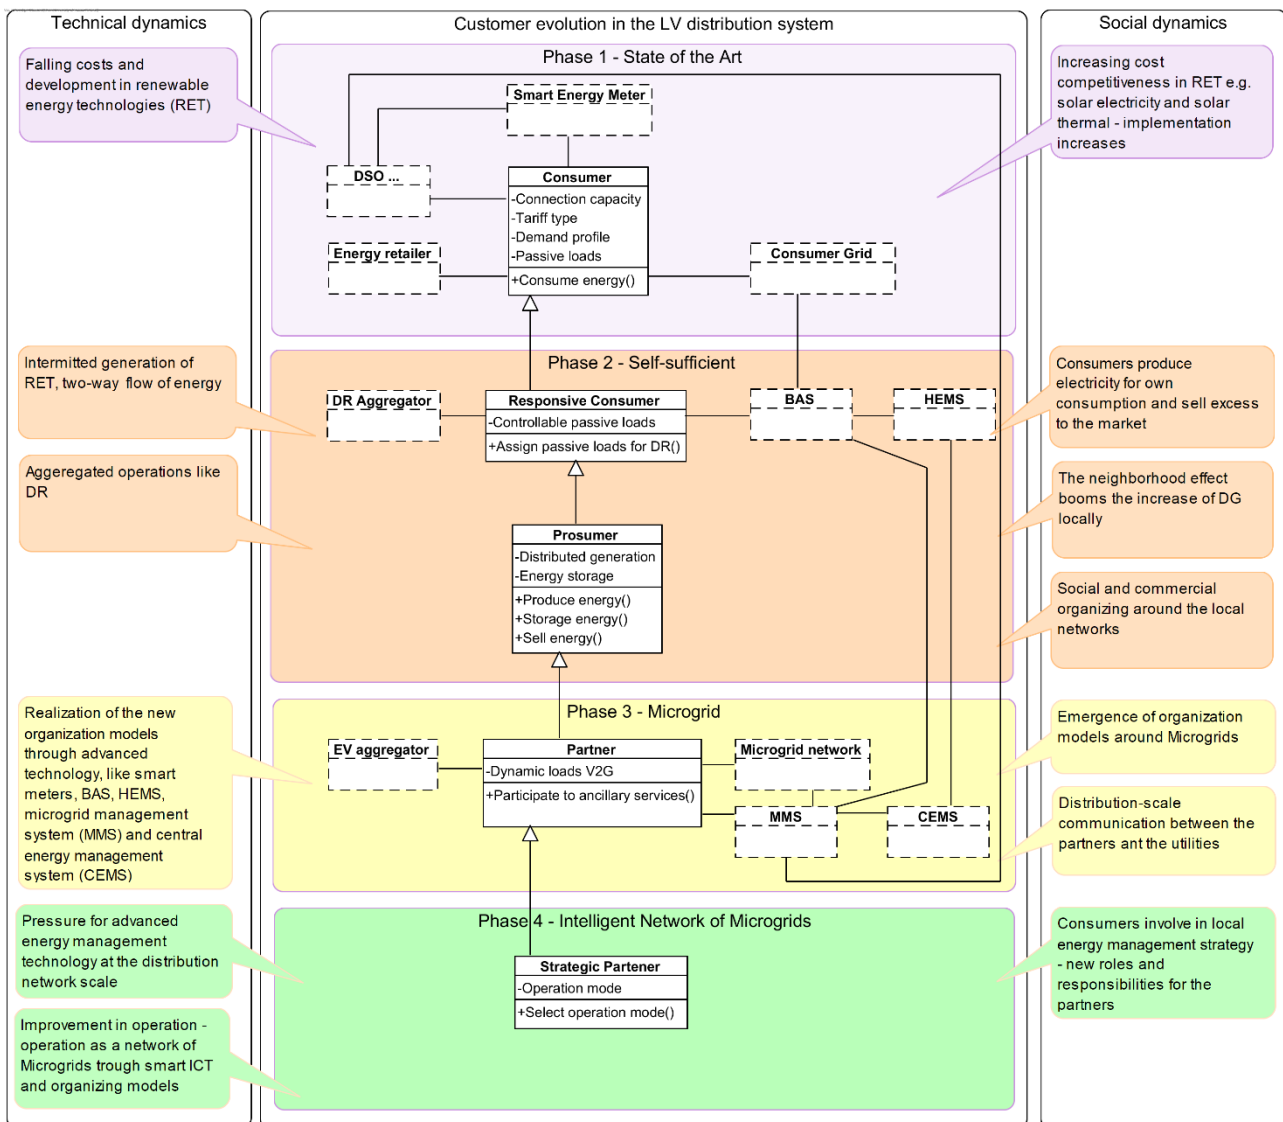 Technical dynamics
Customer evolution in the LV distribution system
Social dynamics
Falling costs and
development in renewable
energy technologies (RET)
Phase 1 - State of the Art
Smart Energy Meter
DSO ...
Consumer
-Connection capacity
-Tariff type
-Demand profile
-Passive loads
+Consume energy()
Energy retailer
Consumer Grid
Increasing cost
competitiveness in RET e.g.
solar electricity and solar
thermal - implementation
increases
Intermitted generation of
RET, two-way flow of energy
Aggeregated operations like
DR
Phase 2 - Self-sufficient
DR Aggregator
Responsive Consumer
-Controllable passive loads
+Assign passive loads for DR()
BAS
HEMS
Prosumer
-Distributed generation
-Energy storage
+Produce energy()
+Storage energy()
+Sell energy()
Consumers produce
electricity for own
consumption and sell excess
to the market
The neighborhood effect
booms the increase of DG
locally
Social and commercial
organizing around the local
networks
Realization of the new
organization models
through advanced
technology, like smart
meters, BAS, HEMS,
microgrid management
system (MMS) and central
energy management
system (CEMS)
Phase 3 - Microgrid
EV aggregator
Partner
-Dynamic loads V2G
+Participate to ancillary services()
Microgrid network
MMS
CEMS
Emergence of organization
models around Microgrids
Distribution-scale
communication between the
partners ant the utilities
Pressure for advanced
energy management
technology at the distribution
network scale
Improvement in operation -
operation as a network of
Microgrids trough smart ICT
and organizing models
Phase 4 - Intelligent Network of Microgrids
Strategic Partener
-Operation mode
+Select operation mode()
Consumers involve in local
energy management strategy
- new roles and
responsibilities for the
partners